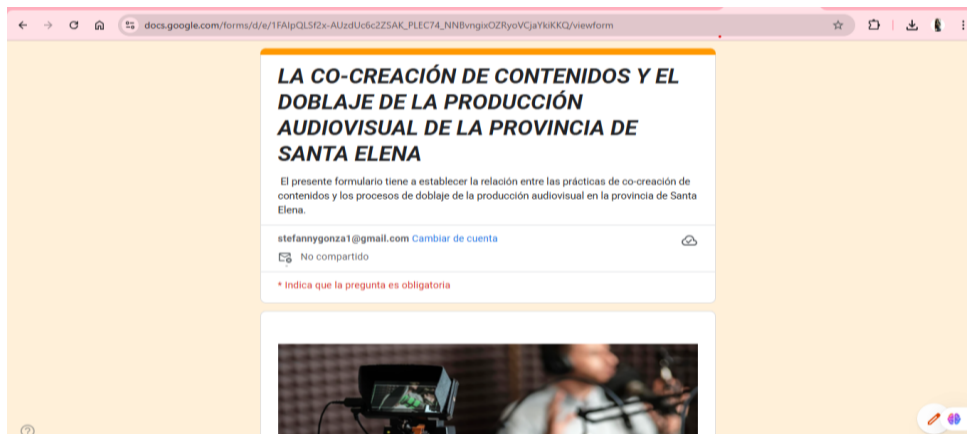 docs.google.com/forms/d/e/1FAIpQLSf2x-AUzdUc6c2ZSAK_PLEC74_NNBvngixOZRyoVCjaYkiKKQ/viewform
LA CO-CREACIÓN DE CONTENIDOS Y EL
DOBLAJE DE LA PRODUCCIÓN
AUDIOVISUAL DE LA PROVINCIA DE
SANTA ELENA
El presente formulario tiene a establecer la relación entre las prácticas de co-creación de
contenidos y los procesos de doblaje de la producción audiovisual en la provincia de Santa
Elena.
stefannygonza1@gmail.com Cambiar de cuenta
No compartido
* Indica que la pregunta es obligatoria